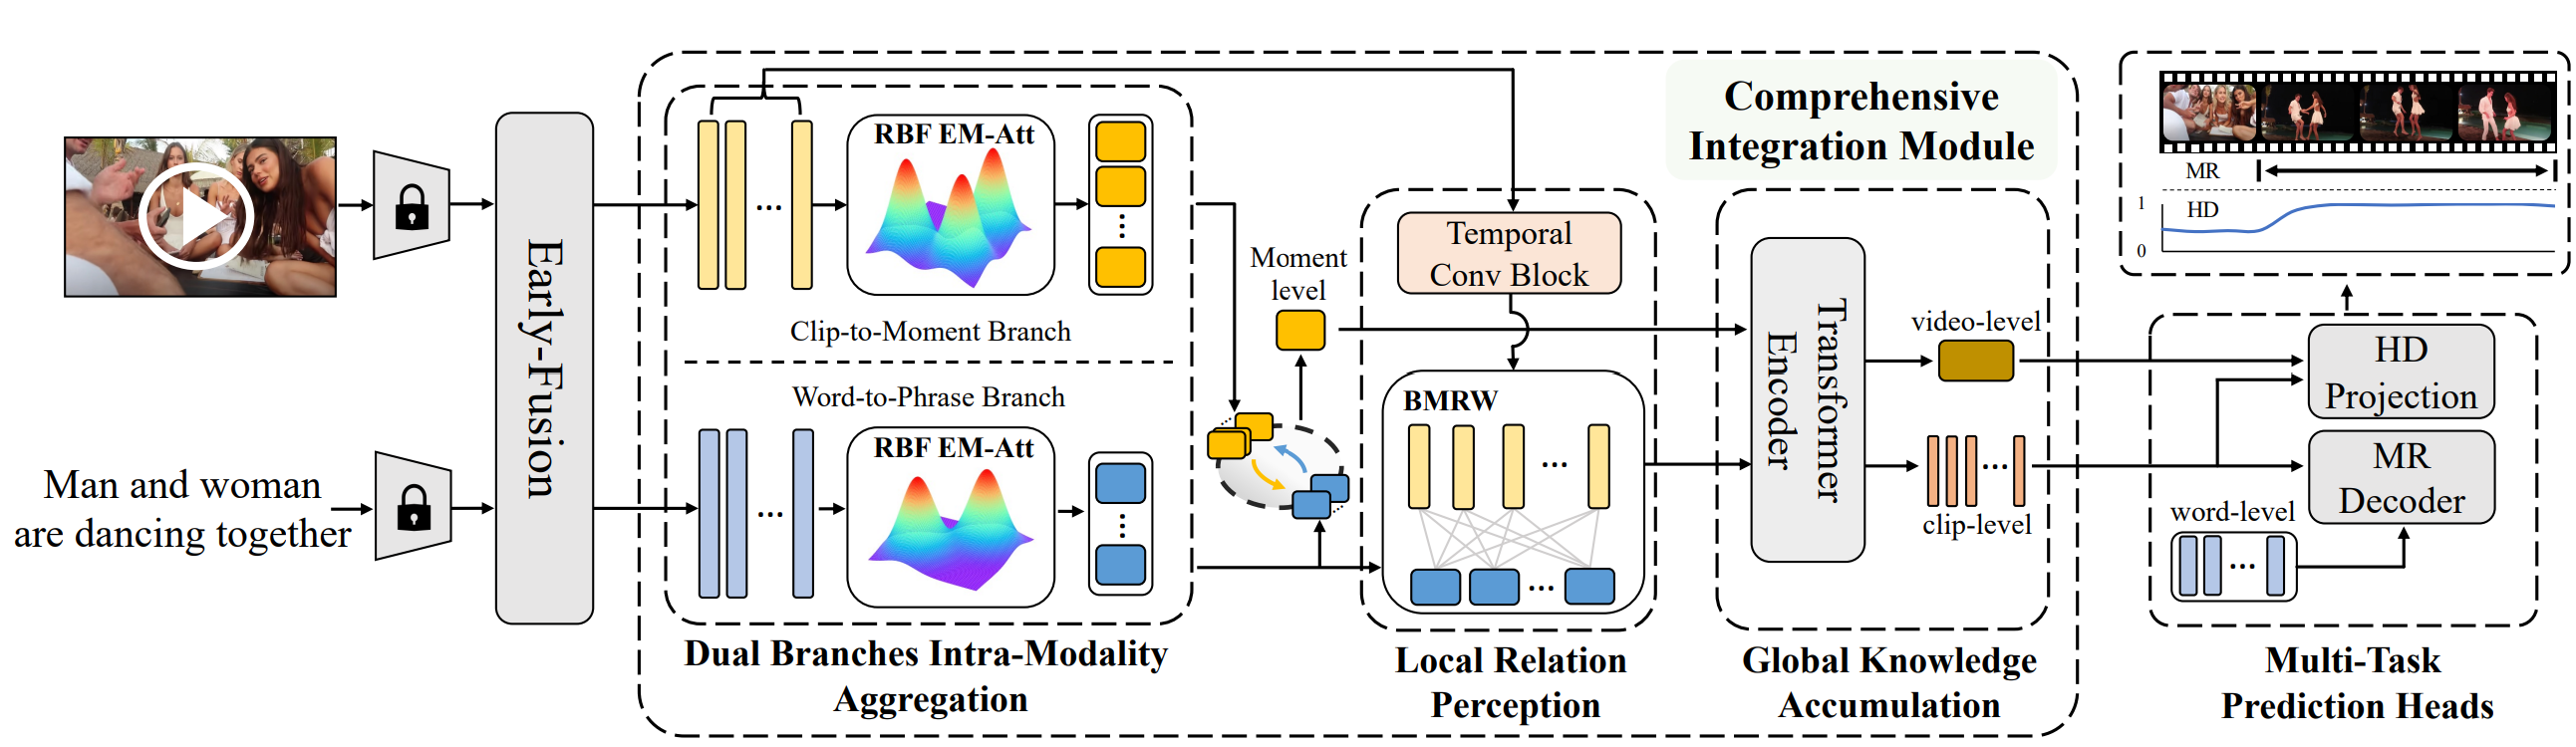 Man and woman
are dancing together
Early-Fusion
RBF EM-Att
...
Clip-to-Moment Branch
Word-to-Phrase Branch
RBF EM-Att
...
Dual Branches Intra-Modality
Aggregation
Moment
level
Temporal
Conv Block
BMRW
...
...
Local Relation
Perception
Comprehensive
Integration Module
Transformer
Encoder
video-level
...
clip-level
Global Knowledge
Accumulation
MR
1
HD
0
HD
Projection
MR
Decoder
word-level
...
Multi-Task
Prediction Heads